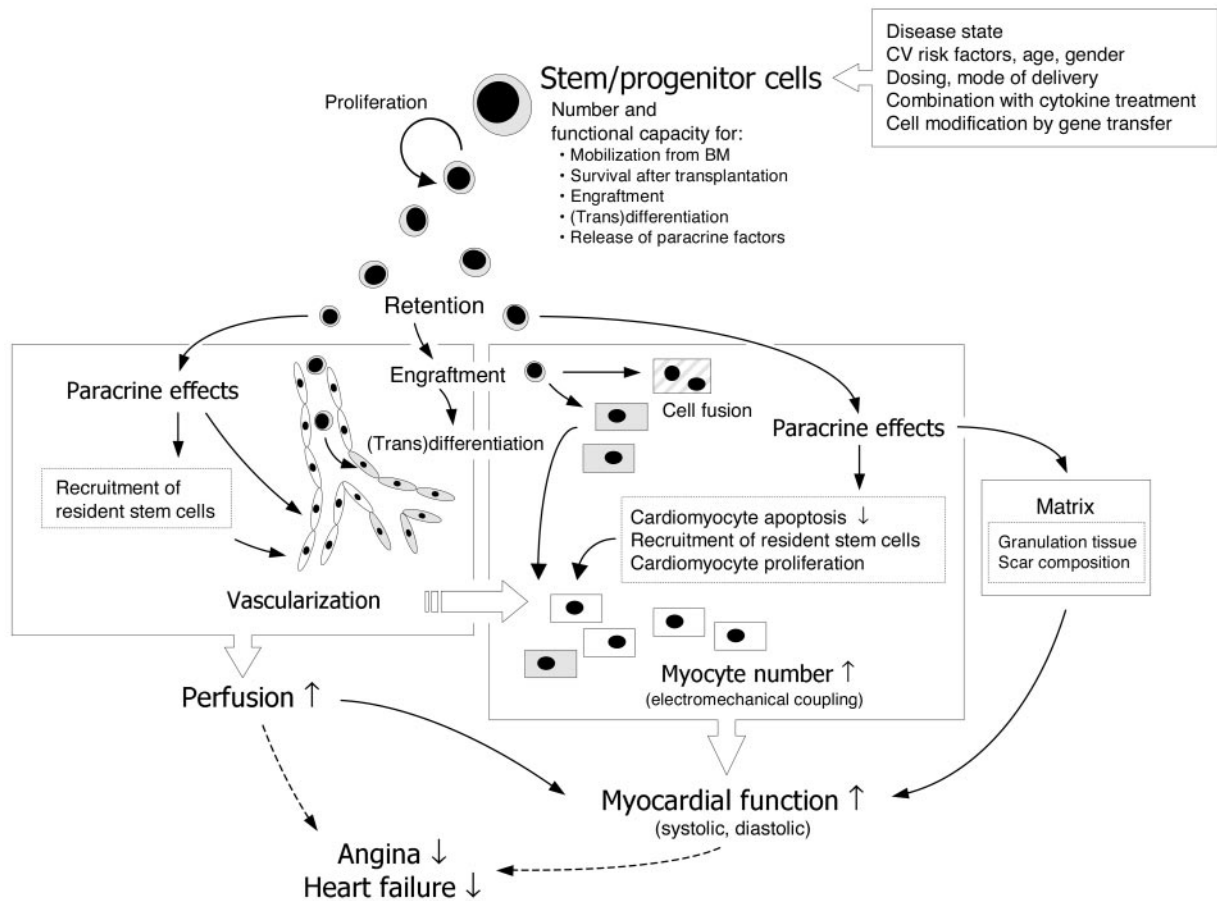 Disease state
CV risk factors, age, gender
Dosing, mode of delivery
Combination with cytokine treatment
Cell modification by gene transfer
Stem/progenitor cells
Proliferation
Number and
functional capacity for:
• Mobilization from BM
• Survival after transplantation
• Engraftment
• (Trans)differentiation
• Release of paracrine factors
Retention
Paracrine effects
Engraftment
Cell fusion
(Trans)differentiation
Paracrine effects
Recruitment of
resident stem cells
Cardiomyocyte apoptosis ↓
Recruitment of resident stem cells
Cardiomyocyte proliferation
Matrix
Granulation tissue
Scar composition
Vascularization
Myocyte number ↑
(electromechanical coupling)
Perfusion ↑
Myocardial function ↑
(systolic, diastolic)
Angina ↓
Heart failure ↓